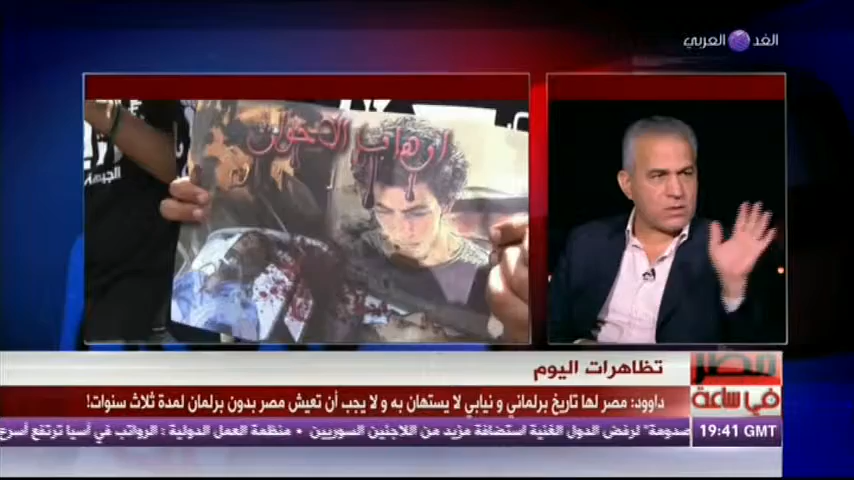 الغد العربي
ارهاب الاخوان
الجبهة
تظاهرات اليوم
مصر في ساعة
داوود: مصر لها تاريخ برلماني و نيابي لا يستهان به و لا يجب أن تعيش مصر بدون برلمان لمدة ثلاث سنوات!
صدومة" لرفض الدول الغنية استضافة مزيد من اللاجئين السوريين • منظمة العمل الدولية : الرواتب في آسيا ترتفع أسرع
19:41 GMT